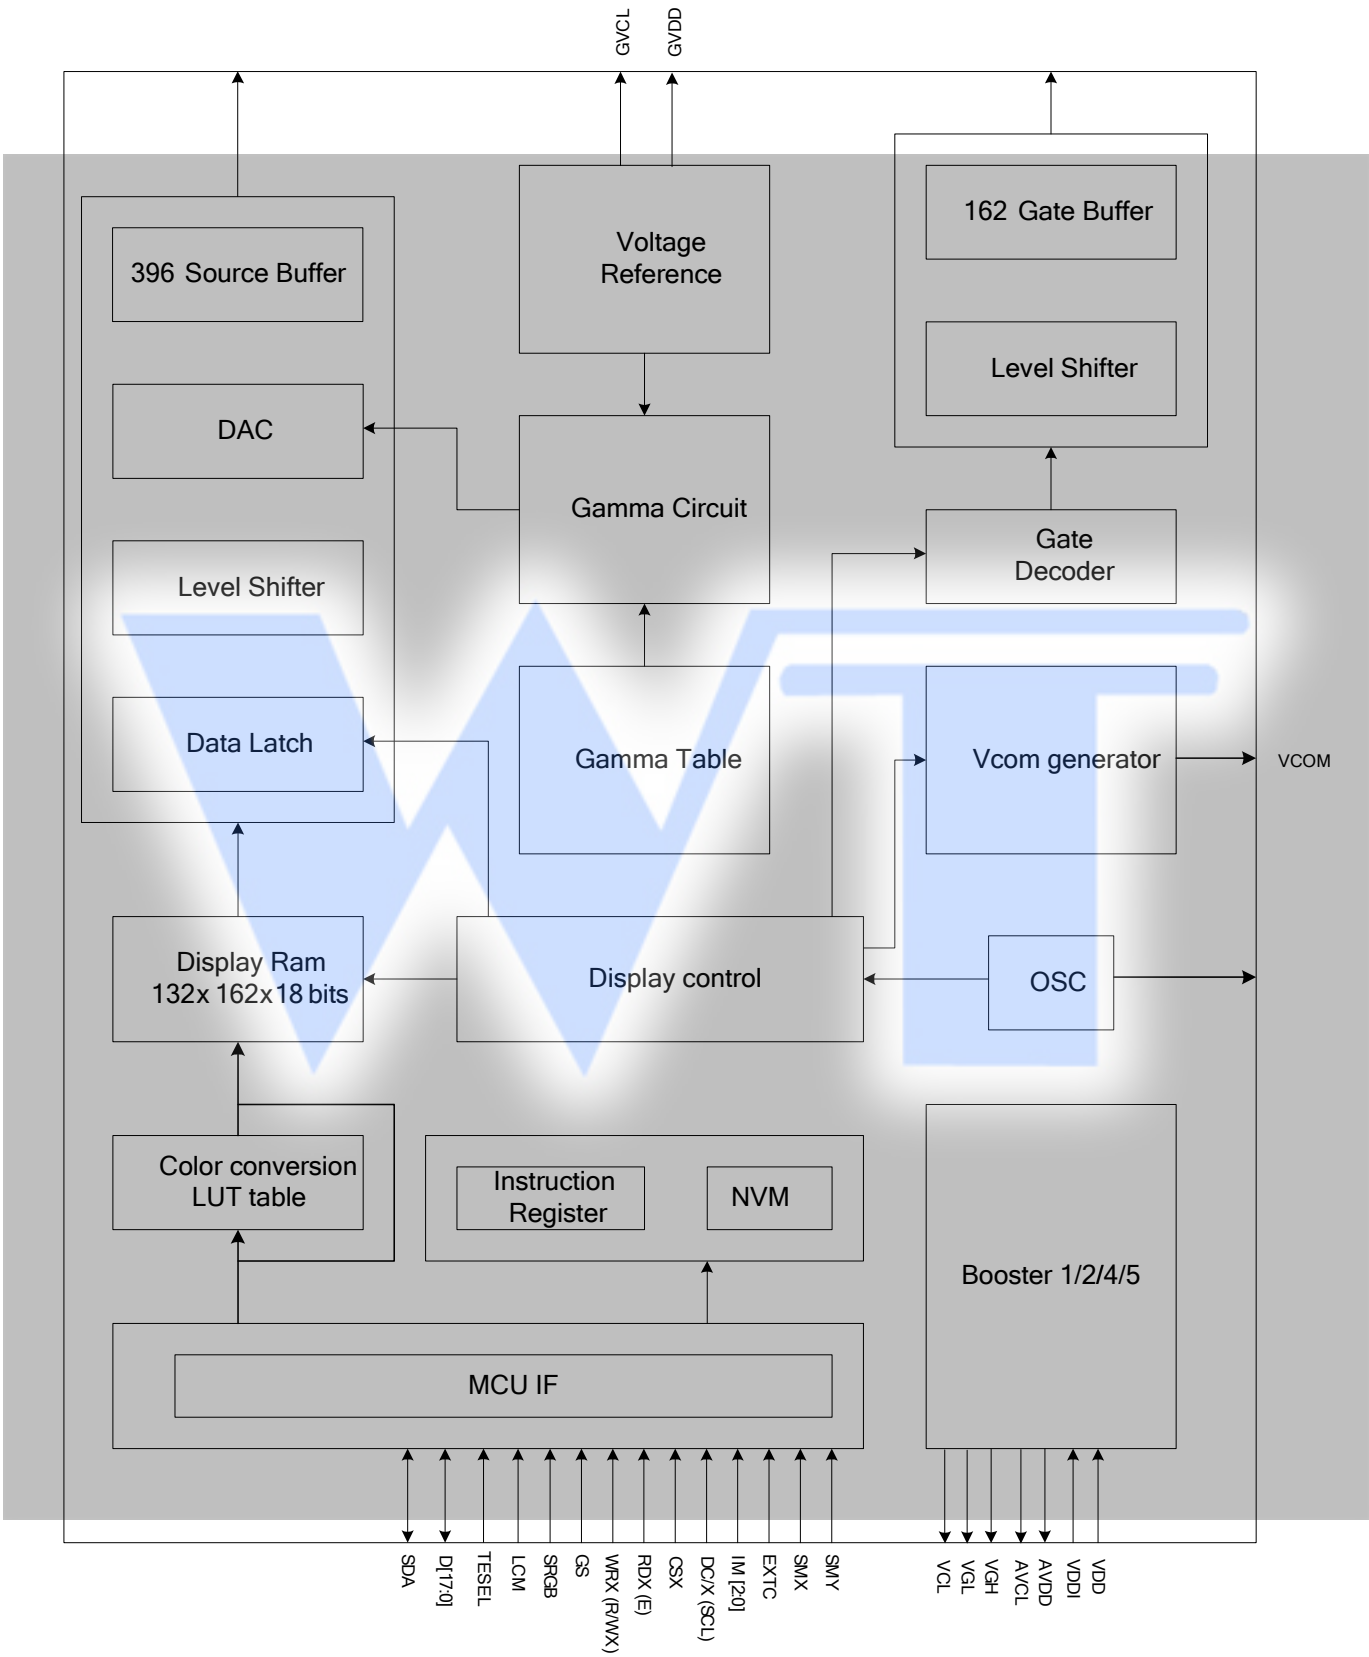 GVCL
GVDD
162 Gate Buffer
Voltage
Reference
396 Source Buffer
Level Shifter
DAC
Gamma Circuit
Gate
Decoder
Level Shifter
Data Latch
Gamma Table
Vcom generator
VCOM
Display Ram
132x 162x18 bits
Display control
OSC
Color conversion
LUT table
Instruction
Register
NVM
Booster 1/2/4/5
MCU IF
SDA
D[17:0]
TESEL
LCM
SRGB
GS
WRX (R/WX)
RDX (E)
CSX
DC/X (SCL)
IM [2:0]
EXTC
SMX
SMY
VCL
VGL
VGH
AVCL
AVDD
VDDI
VDD
WT